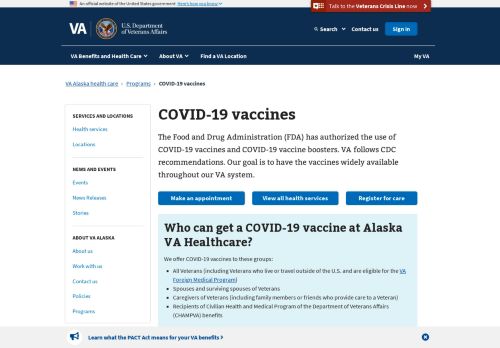 An official website of the United States government Here's how you know
Talk to the Veterans Crisis Line now
VA
U.S. Department
of Veterans Affairs
Search
Contact us
Sign in
VA Benefits and Health Care
About VA
Find a VA Location
My VA
VA Alaska health care
Programs
COVID-19 vaccines
SERVICES AND LOCATIONS
Health services
Locations
NEWS AND EVENTS
Events
News Releases
Stories
ABOUT VA ALASKA
About us
Work with us
Contact us
Policies
Programs
COVID-19 vaccines
The Food and Drug Administration (FDA) has authorized the use of
COVID-19 vaccines and COVID-19 vaccine boosters. VA follows CDC
recommendations. Our goal is to have the vaccines widely available
throughout our VA system.
Make an appointment
View all health services
Register for care
Who can get a COVID-19 vaccine at Alaska
VA Healthcare?
We offer COVID-19 vaccines to these groups:
All Veterans (including Veterans who live or travel outside of the U.S. and are eligible for the VA
Foreign Medical Program)
Spouses and surviving spouses of Veterans
Caregivers of Veterans (including family members or friends who provide care to a Veteran)
Recipients of Civilian Health and Medical Program of the Department of Veterans Affairs
(CHAMPVA) benefits
Learn what the PACT Act means for your VA benefits